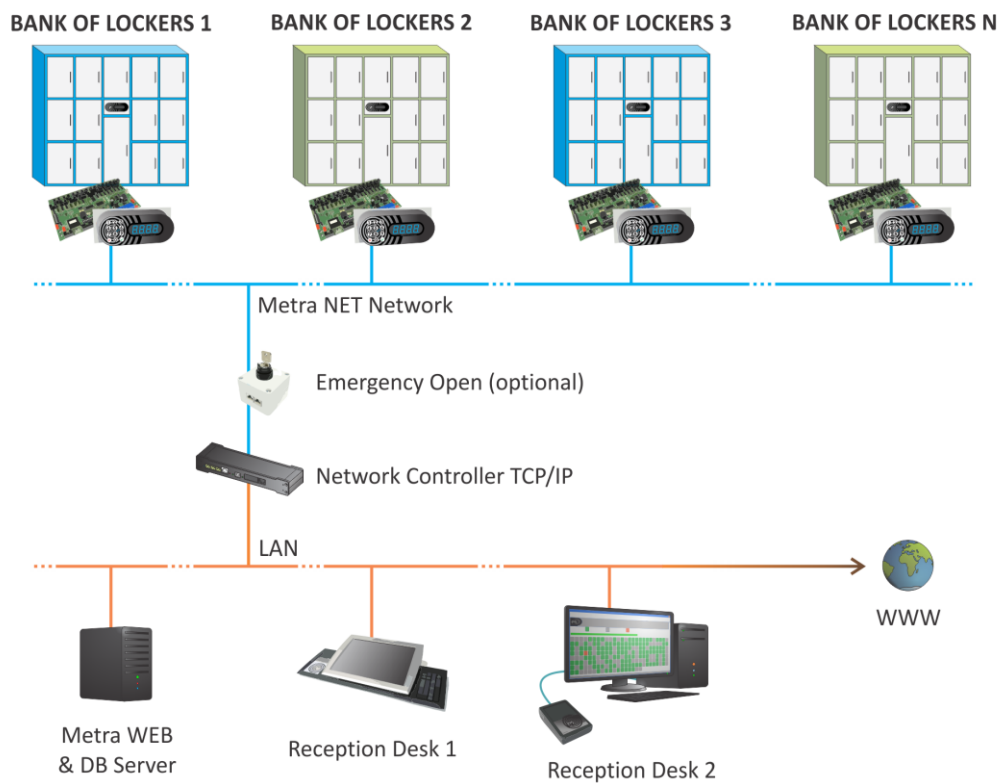 BANK OF LOCKERS 1
BANK OF LOCKERS 2
BANK OF LOCKERS 3
BANK OF LOCKERS N
Metra NET Network
Emergency Open (optional)
Network Controller TCP/IP
LAN
WWW
Metra WEB
& DB Server
Reception Desk 1
Reception Desk 2